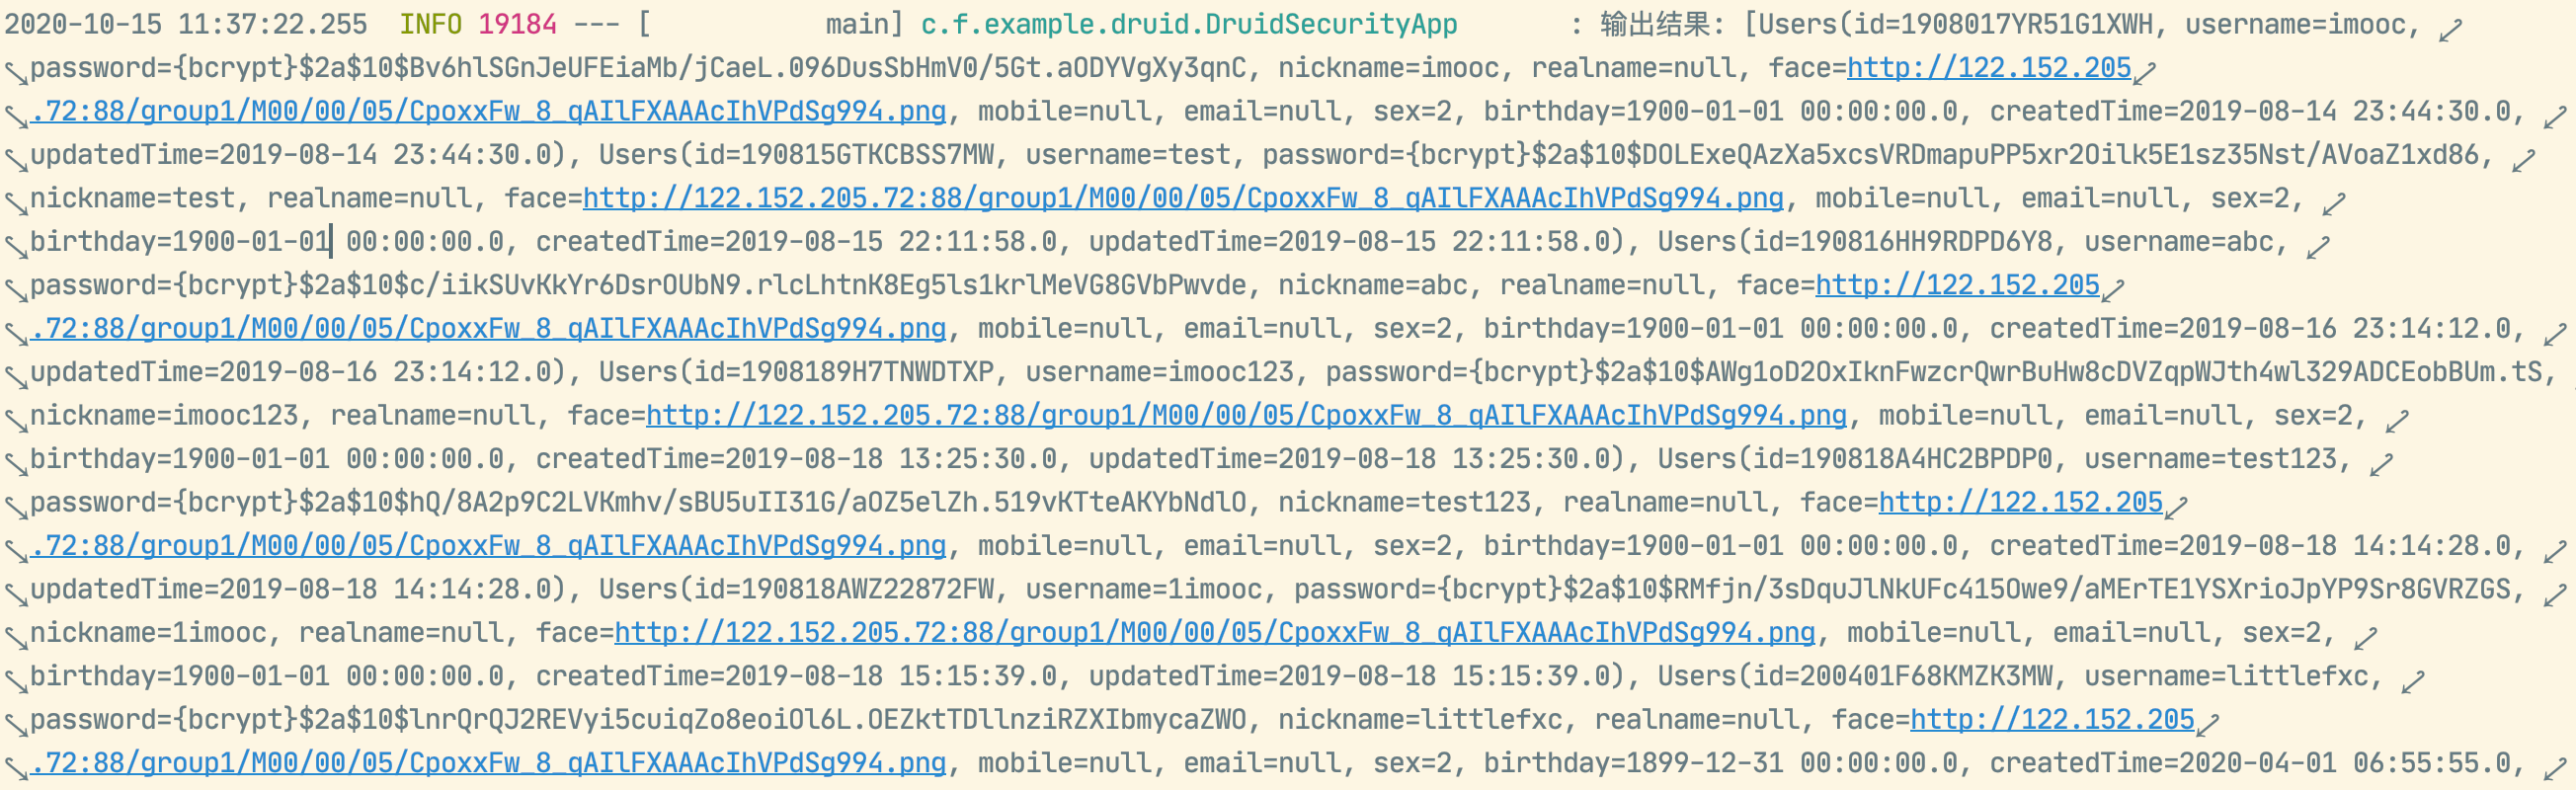 2020-10-15 11:37:22.255  INFO 19184 --- [           main] c.f.example.druid.DruidSecurityApp       : 输出结果: [Users(id=1908017YR51G1XWH, username=imooc,
password={bcrypt}$2a$10$Bv6hlSGnJeUFEiaMb/jCaeL.096DusSbHmV0/5Gt.aODYVgXy3qnC, nickname=imooc, realname=null, face=http://122.152.205
.72:88/group1/M00/00/05/CpoxxFw_8_qAIlFXAAAcIhVPdSg994.png, mobile=null, email=null, sex=2, birthday=1900-01-01 00:00:00.0, createdTime=2019-08-14 23:44:30.0,
updatedTime=2019-08-14 23:44:30.0), Users(id=190815GTKCBSS7MW, username=test, password={bcrypt}$2a$10$DOLExeQAzXa5xcsVRDmapuPP5xr2Oilk5E1sz35Nst/AVoaZ1xd86,
nickname=test, realname=null, face=http://122.152.205.72:88/group1/M00/00/05/CpoxxFw_8_qAIlFXAAAcIhVPdSg994.png, mobile=null, email=null, sex=2,
birthday=1900-01-01 00:00:00.0, createdTime=2019-08-15 22:11:58.0, updatedTime=2019-08-15 22:11:58.0), Users(id=190816HH9RDPD6Y8, username=abc,
password={bcrypt}$2a$10$c/iikSUvKkYr6DsrOUbN9.rlcLhtnK8Eg5ls1krlMeVG8GVbPwvde, nickname=abc, realname=null, face=http://122.152.205
.72:88/group1/M00/00/05/CpoxxFw_8_qAIlFXAAAcIhVPdSg994.png, mobile=null, email=null, sex=2, birthday=1900-01-01 00:00:00.0, createdTime=2019-08-16 23:14:12.0,
updatedTime=2019-08-16 23:14:12.0), Users(id=1908189H7TNWDTXP, username=imooc123, password={bcrypt}$2a$10$AWg1oD2OxIknFwzcrQwrBuHw8cDVZqpWJth4wl329ADCEobBUm.tS,
nickname=imooc123, realname=null, face=http://122.152.205.72:88/group1/M00/00/05/CpoxxFw_8_qAIlFXAAAcIhVPdSg994.png, mobile=null, email=null, sex=2,
birthday=1900-01-01 00:00:00.0, createdTime=2019-08-18 13:25:30.0, updatedTime=2019-08-18 13:25:30.0), Users(id=190818A4HC2BPDP0, username=test123,
password={bcrypt}$2a$10$hQ/8A2p9C2LVKmhv/sBU5uII31G/aOZ5elZh.519vKTteAKYbNdlO, nickname=test123, realname=null, face=http://122.152.205
.72:88/group1/M00/00/05/CpoxxFw_8_qAIlFXAAAcIhVPdSg994.png, mobile=null, email=null, sex=2, birthday=1900-01-01 00:00:00.0, createdTime=2019-08-18 14:14:28.0,
updatedTime=2019-08-18 14:14:28.0), Users(id=190818AWZ22872FW, username=1imooc, password={bcrypt}$2a$10$RMfjn/3sDquJlNkUFc415Owe9/aMErTE1YSXrioJpYP9Sr8GVRZGS,
nickname=1imooc, realname=null, face=http://122.152.205.72:88/group1/M00/00/05/CpoxxFw_8_qAIlFXAAAcIhVPdSg994.png, mobile=null, email=null, sex=2,
birthday=1900-01-01 00:00:00.0, createdTime=2019-08-18 15:15:39.0, updatedTime=2019-08-18 15:15:39.0), Users(id=200401F68KMZK3MW, username=littlefxc,
password={bcrypt}$2a$10$lnrQrQJ2REVyi5cuiqZo8eoiOl6L.OEZktTDllnziRZXIbmycaZWO, nickname=littlefxc, realname=null, face=http://122.152.205
.72:88/group1/M00/00/05/CpoxxFw_8_qAIlFXAAAcIhVPdSg994.png, mobile=null, email=null, sex=2, birthday=1899-12-31 00:00:00.0, createdTime=2020-04-01 06:55:55.0,